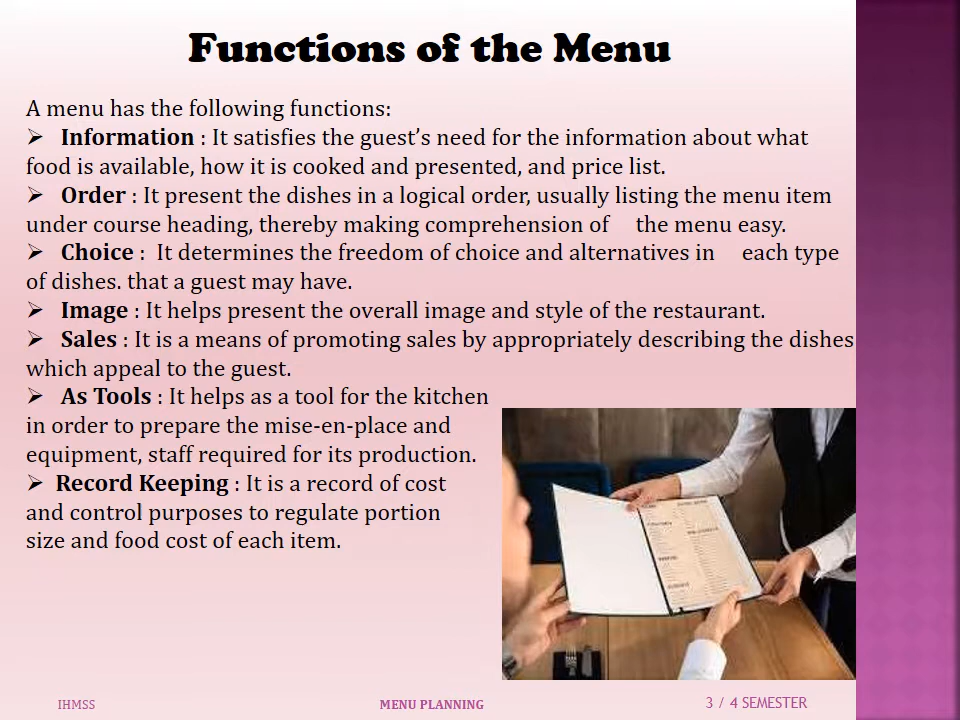 Functions of the Menu
A menu has the following functions:
➢ Information : It satisfies the guest’s need for the information about what
food is available, how it is cooked and presented, and price list.
➢ Order : It present the dishes in a logical order, usually listing the menu item
under course heading, thereby making comprehension of the menu easy.
➢ Choice : It determines the freedom of choice and alternatives in each type
of dishes. that a guest may have.
➢ Image : It helps present the overall image and style of the restaurant.
➢ Sales : It is a means of promoting sales by appropriately describing the dishes
which appeal to the guest.
➢ As Tools : It helps as a tool for the kitchen
in order to prepare the mise-en-place and
equipment, staff required for its production.
➢ Record Keeping : It is a record of cost
and control purposes to regulate portion
size and food cost of each item.
IHMSS
MENU PLANNING
3 / 4 SEMESTER